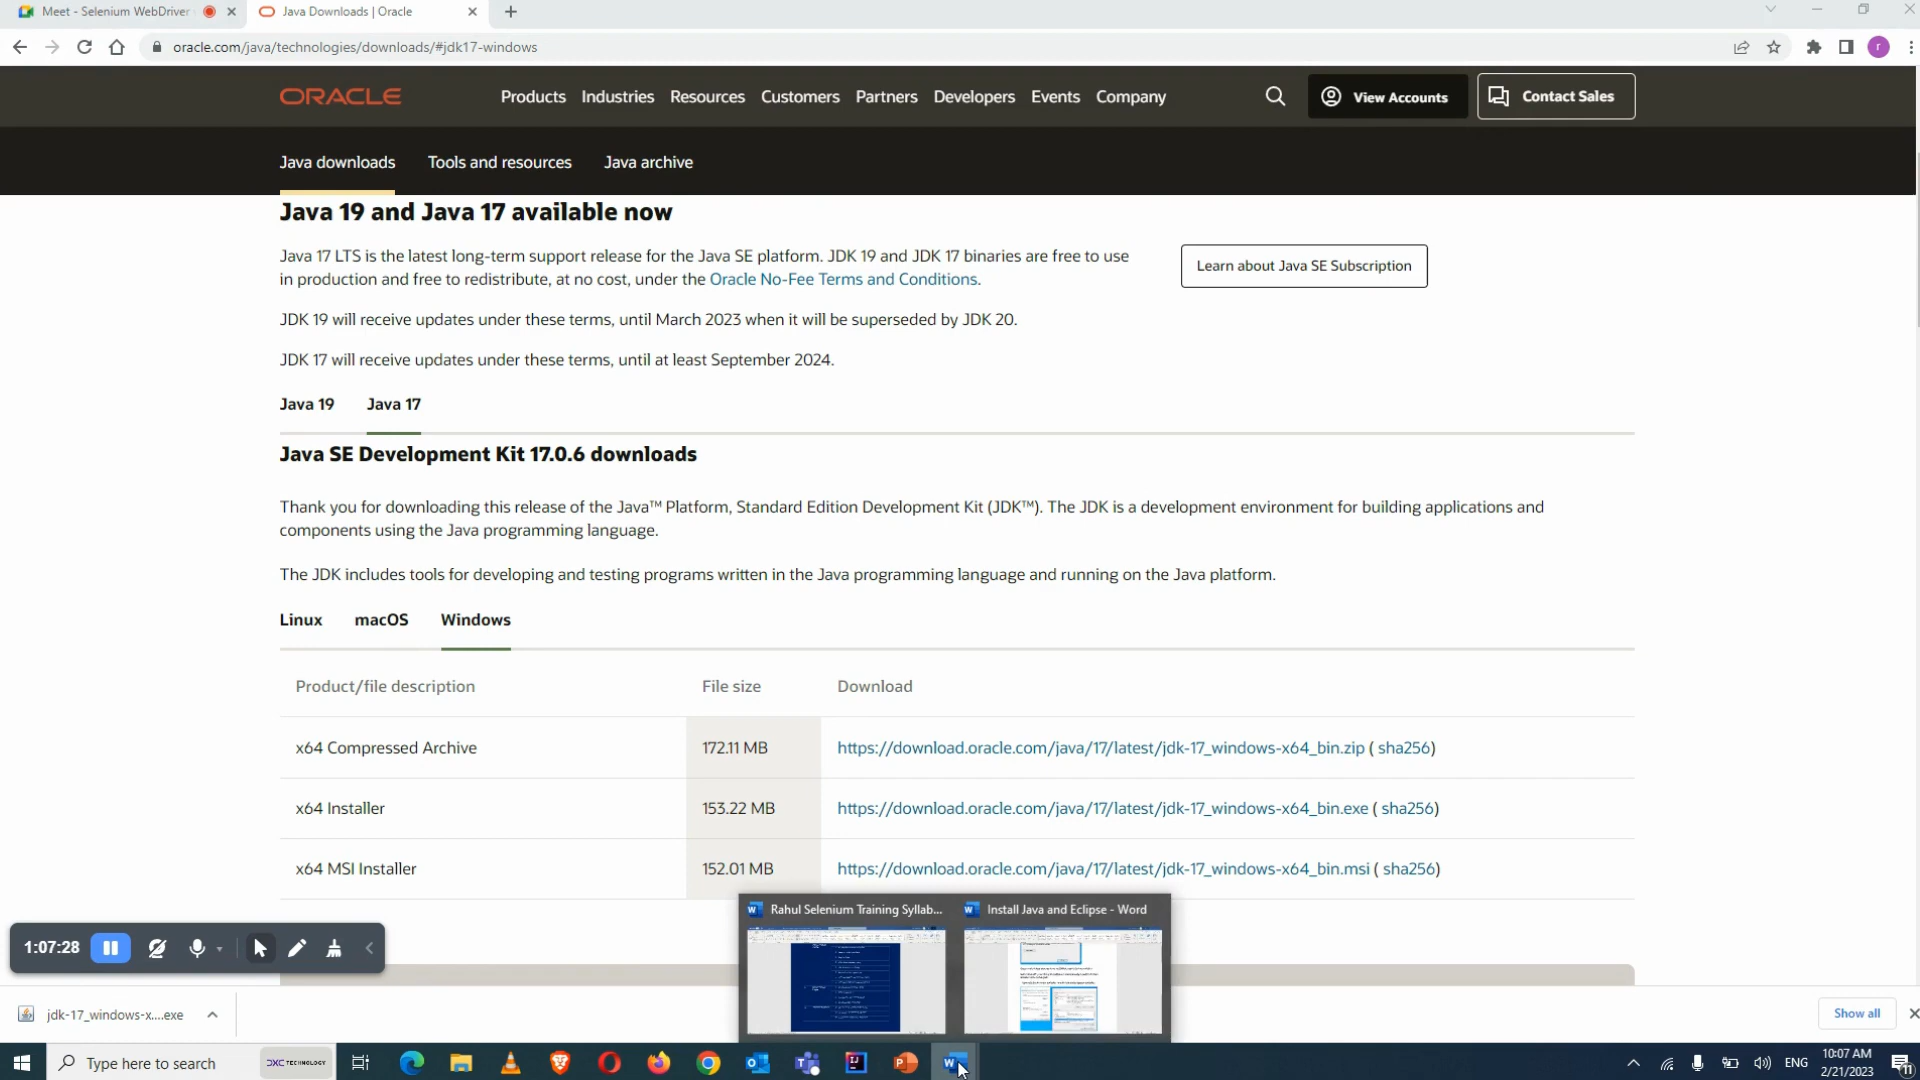 Meet - Selenium WebDriver
Java Downloads | Oracle
oracle.com/java/technologies/downloads/#jdk17-windows
r
ORACLE
Products Industries Resources Customers Partners Developers Events Company
View Accounts
Contact Sales
Java downloads Tools and resources Java archive
Java 19 and Java 17 available now
Java 17 LTS is the latest long-term support release for the Java SE platform. JDK 19 and JDK 17 binaries are free to use
in production and free to redistribute, at no cost, under the Oracle No-Fee Terms and Conditions.
Learn about Java SE Subscription
JDK 19 will receive updates under these terms, until March 2023 when it will be superseded by JDK 20.
JDK 17 will receive updates under these terms, until at least September 2024.
Java 19 Java 17
Java SE Development Kit 17.0.6 downloads
Thank you for downloading this release of the Java™ Platform, Standard Edition Development Kit (JDK™). The JDK is a development environment for building applications and
components using the Java programming language.
The JDK includes tools for developing and testing programs written in the Java programming language and running on the Java platform.
Linux macOS Windows
Product/file description File size Download
x64 Compressed Archive 172.11 MB https://download.oracle.com/java/17/latest/jdk-17_windows-x64_bin.zip ( sha256)
x64 Installer 153.22 MB https://download.oracle.com/java/17/latest/jdk-17_windows-x64_bin.exe ( sha256)
x64 MSI Installer 152.01 MB https://download.oracle.com/java/17/latest/jdk-17_windows-x64_bin.msi ( sha256)
Rahul Selenium Training Syllab...
Install Java and Eclipse - Word
1:07:28
jdk-17_windows-x....exe
Show all
Type here to search
DXC TECHNOLOGY
ENG
10:07 AM
2/21/2023
11